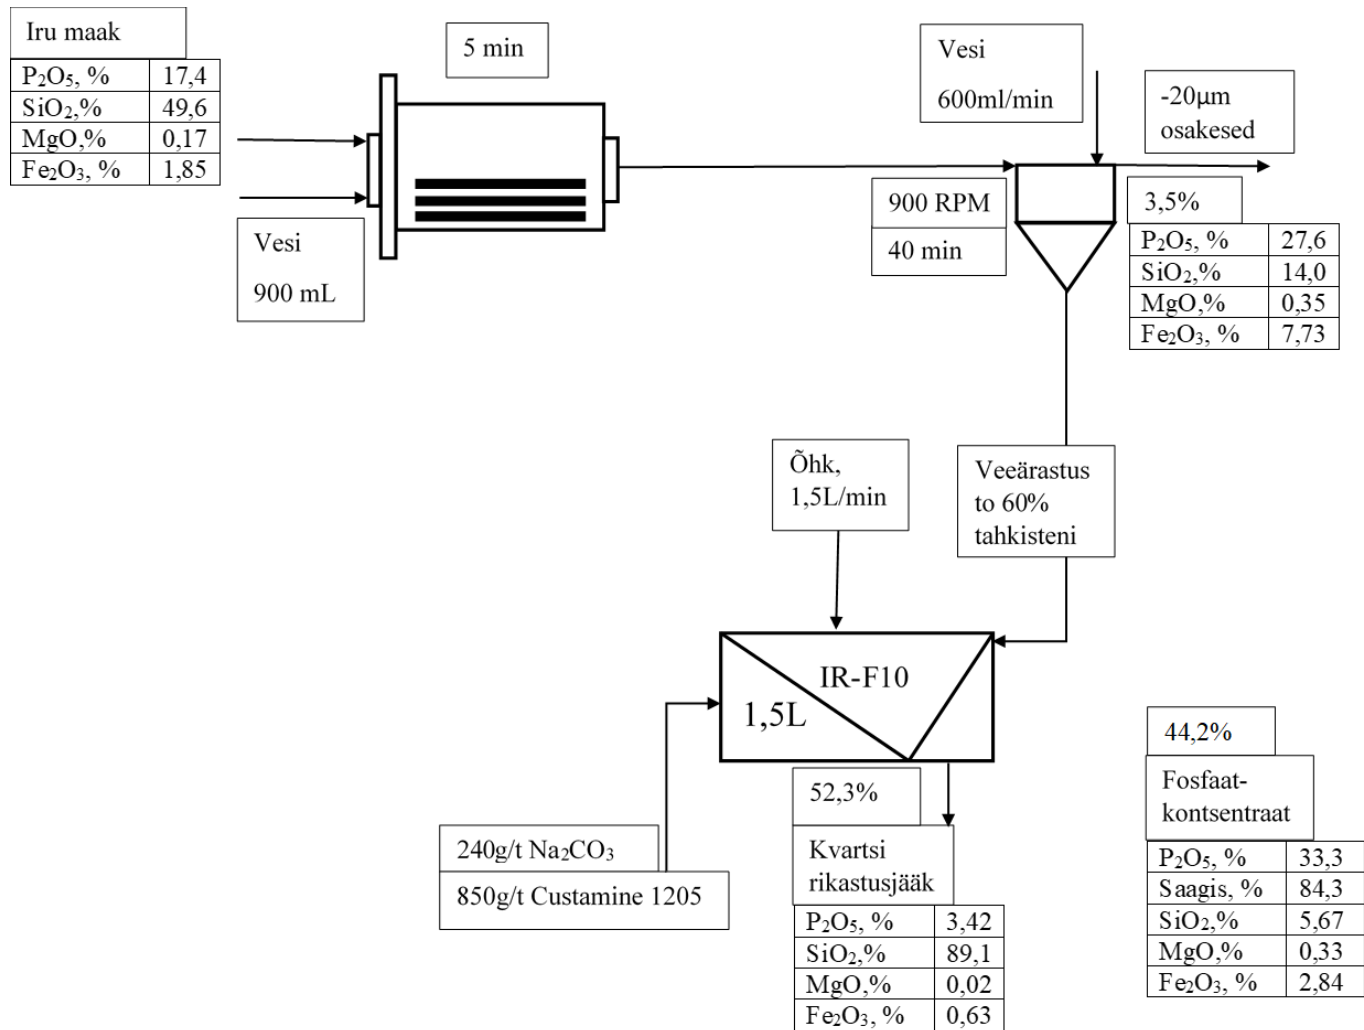 Iru maak
P₂O₅, % 17,4
SiO₂,% 49,6
MgO,% 0,17
Fe₂O₃, % 1,85
5 min
Vesi
900 mL
Vesi
600ml/min
-20µm
osakesed
900 RPM
40 min
3,5%
P₂O₅, % 27,6
SiO₂,% 14,0
MgO,% 0,35
Fe₂O₃, % 7,73
Õhk,
1,5L/min
Veeärastus
to 60%
tahkisteni
IR-F10
1,5L
240g/t Na₂CO₃
850g/t Custamine 1205
52,3%
Kvartsi
rikastusjääk
P₂O₅, % 3,42
SiO₂,% 89,1
MgO,% 0,02
Fe₂O₃, % 0,63
44,2%
Fosfaat-
kontsentraat
P₂O₅, % 33,3
Saagis, % 84,3
SiO₂,% 5,67
MgO,% 0,33
Fe₂O₃, % 2,84